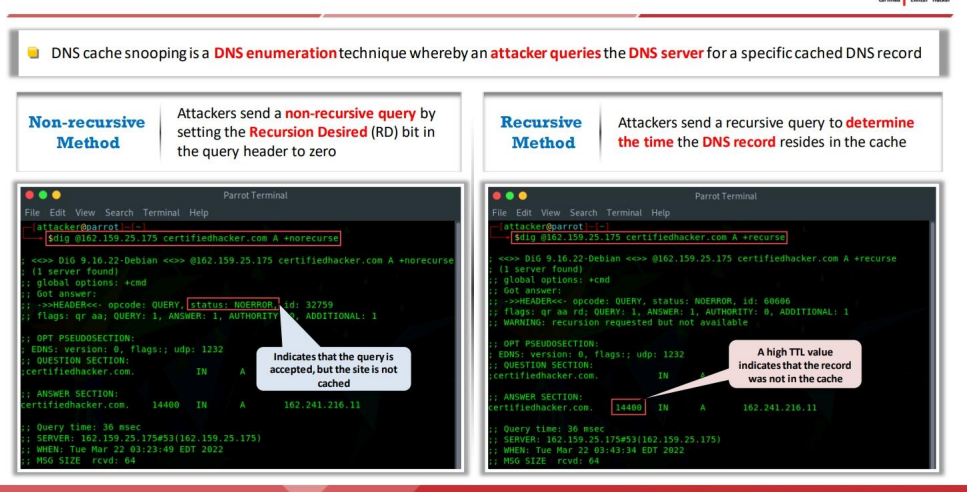 Certified Ethical Hacker
DNS cache snooping is a DNS enumeration technique whereby an attacker queries the DNS server for a specific cached DNS record
Non-recursive
Method
Attackers send a non-recursive query by
setting the Recursion Desired (RD) bit in
the query header to zero
Parrot Terminal
File Edit View Search Terminal Help
[attacker@parrot]-[~]
$dig @162.159.25.175 certifiedhacker.com A +norecurse
; <<>> DiG 9.16.22-Debian <<>> @162.159.25.175 certifiedhacker.com A +norecurse
; (1 server found)
;; global options: +cmd
;; Got answer:
;; ->>HEADER<<- opcode: QUERY, status: NOERROR, id: 32759
;; flags: qr aa; QUERY: 1, ANSWER: 1, AUTHORITY: 0, ADDITIONAL: 1
;; OPT PSEUDOSECTION:
; EDNS: version: 0, flags:; udp: 1232
;; QUESTION SECTION:
;certifiedhacker.com. IN A
Indicates that the query is
accepted, but the site is not
cached
;; ANSWER SECTION:
certifiedhacker.com. 14400 IN A 162.241.216.11
;; Query time: 36 msec
;; SERVER: 162.159.25.175#53(162.159.25.175)
;; WHEN: Tue Mar 22 03:23:49 EDT 2022
;; MSG SIZE rcvd: 64
Recursive
Method
Attackers send a recursive query to determine
the time the DNS record resides in the cache
Parrot Terminal
File Edit View Search Terminal Help
[attacker@parrot]-[~]
$dig @162.159.25.175 certifiedhacker.com A +recurse
; <<>> DiG 9.16.22-Debian <<>> @162.159.25.175 certifiedhacker.com A +recurse
; (1 server found)
;; global options: +cmd
;; Got answer:
;; ->>HEADER<<- opcode: QUERY, status: NOERROR, id: 60606
;; flags: qr aa rd; QUERY: 1, ANSWER: 1, AUTHORITY: 0, ADDITIONAL: 1
;; WARNING: recursion requested but not available
;; OPT PSEUDOSECTION:
; EDNS: version: 0, flags:; udp: 1232
;; QUESTION SECTION:
;certifiedhacker.com. IN A
A high TTL value
indicates that the record
was not in the cache
;; ANSWER SECTION:
certifiedhacker.com. 14400 IN A 162.241.216.11
;; Query time: 36 msec
;; SERVER: 162.159.25.175#53(162.159.25.175)
;; WHEN: Tue Mar 22 03:43:34 EDT 2022
;; MSG SIZE rcvd: 64